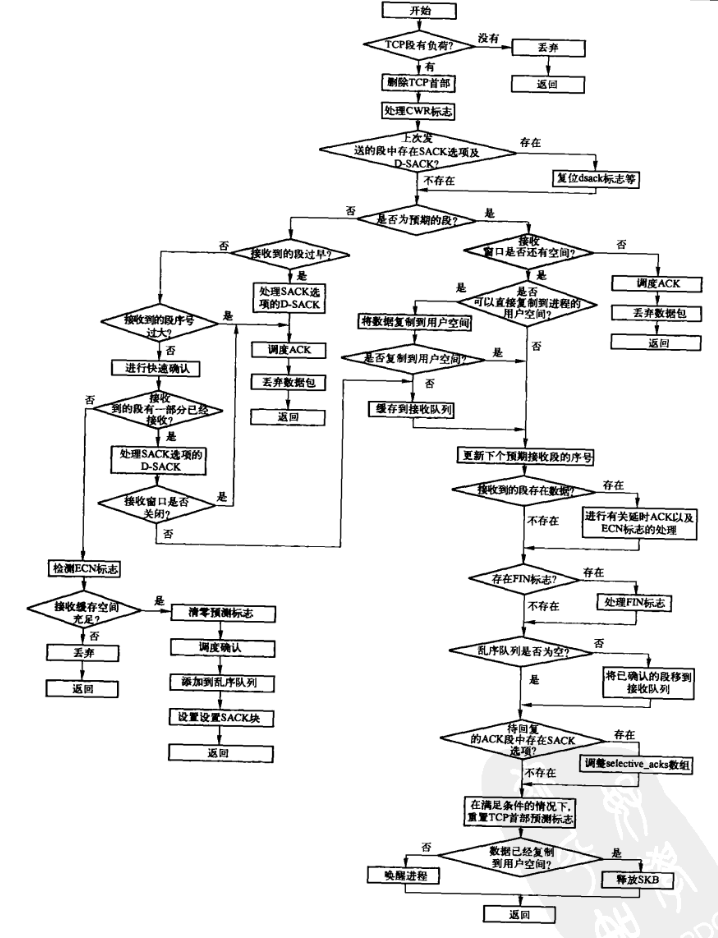 开始
TCP段有负荷?
没有
丢弃
有
返回
删除TCP首部
处理CWR标志
上次发
送的段中存在SACK选项及
D-SACK?
存在
复位dsack标志等
不存在
否
是否为预期的段?
是
否
接收到的段过早?
接收
窗口是否还有空间?
否
是
处理SACK选
项的D-SACK
是
调度ACK
丢弃数据包
返回
是
是否
可以直接复制到进程的
用户空间?
将数据复制到用户空间
接收到的段序号
过大?
是
调度ACK
否
是否复制到用户空间?
是
否
进行快速确认
丢弃数据包
否
返回
缓存到接收队列
否
接收
到的段有一部分已经
接收?
是
处理SACK选项的
D-SACK
更新下个预期接收段的序号
接收到的段存在数据?
存在
接收窗口是否
关闭?
是
否
进行有关延时ACK以及
ECN标志的处理
不存在
检测ECN标志
存在FIN标志?
存在
处理FIN标志
不存在
接收缓存空间
充足?
是
清零预测标志
否
丢弃
调度确认
返回
添加到乱序队列
设置设置SACK块
返回
乱序队列是否为空?
否
将已确认的段移到
接收队列
是
待回复
的ACK段中存在SACK
选项?
存在
调整selective_acks数组
不存在
在满足条件的情况下,
重置TCP首部预测标志
否
数据已经复制
到用户空间?
是
唤醒进程
释放SKB
返回